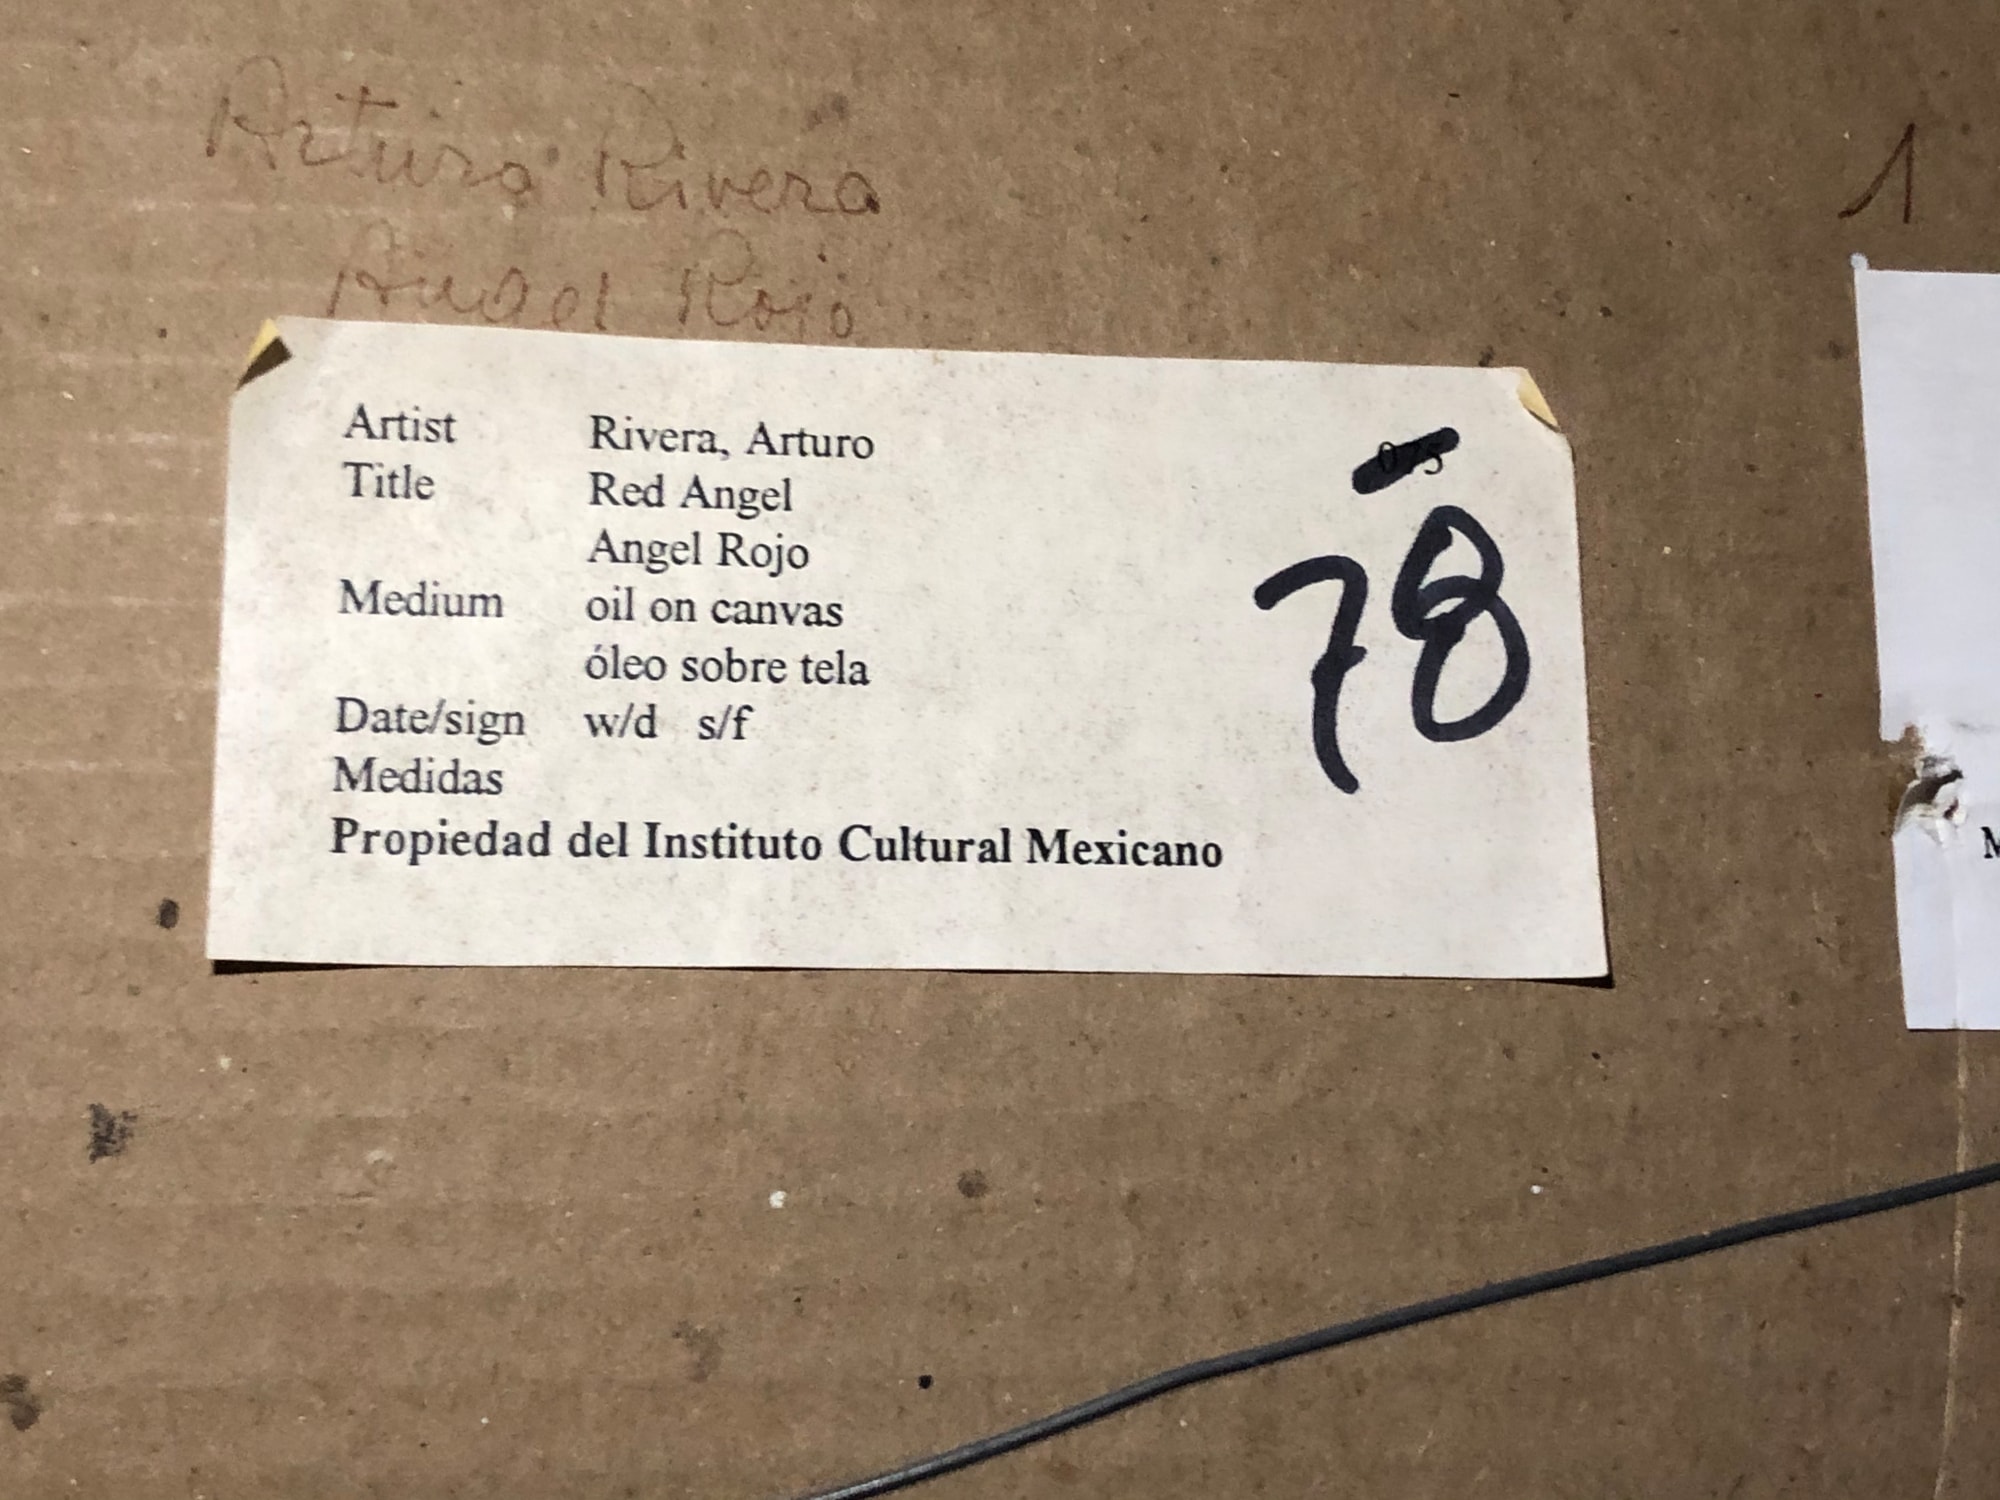 Arturo Rivera
1
Angel Rojo
Artist Rivera, Arturo
Title Red Angel
Angel Rojo
Medium oil on canvas
óleo sobre tela
Date/sign w/d s/f
Medidas
Propiedad del Instituto Cultural Mexicano
78
M